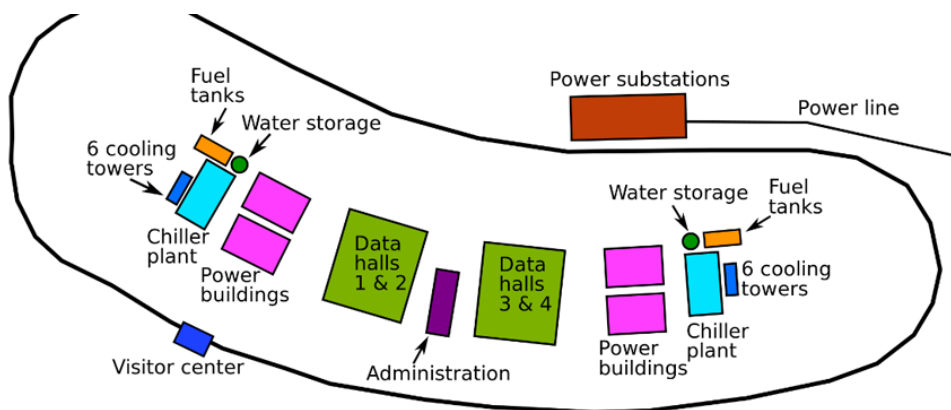 Fuel
tanks
Water storage
6 cooling
towers
Chiller
plant
Power
buildings
Visitor center
Data
halls
1 & 2
Administration
Data
halls
3 & 4
Power substations
Power line
Water storage
Fuel
tanks
6 cooling
towers
Chiller
plant
Power
buildings